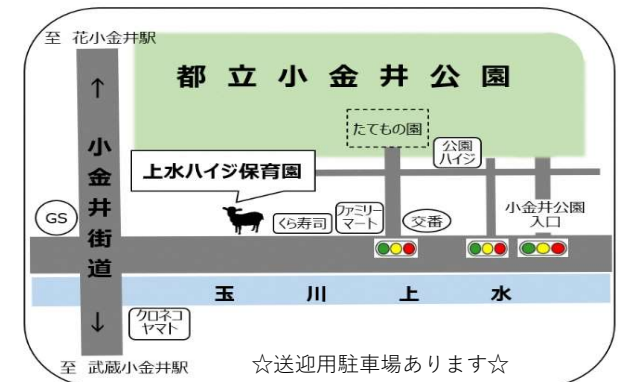 至 花小金井駅
↑
小金井街道
↓
至 武蔵小金井駅
都立小金井公園
たてもの園
公園
ハイジ
上水ハイジ保育園
GS
くら寿司
ファミリー
マート
交番
小金井公園
入口
玉川上水
クロネコ
ヤマト
☆送迎用駐車場あります☆